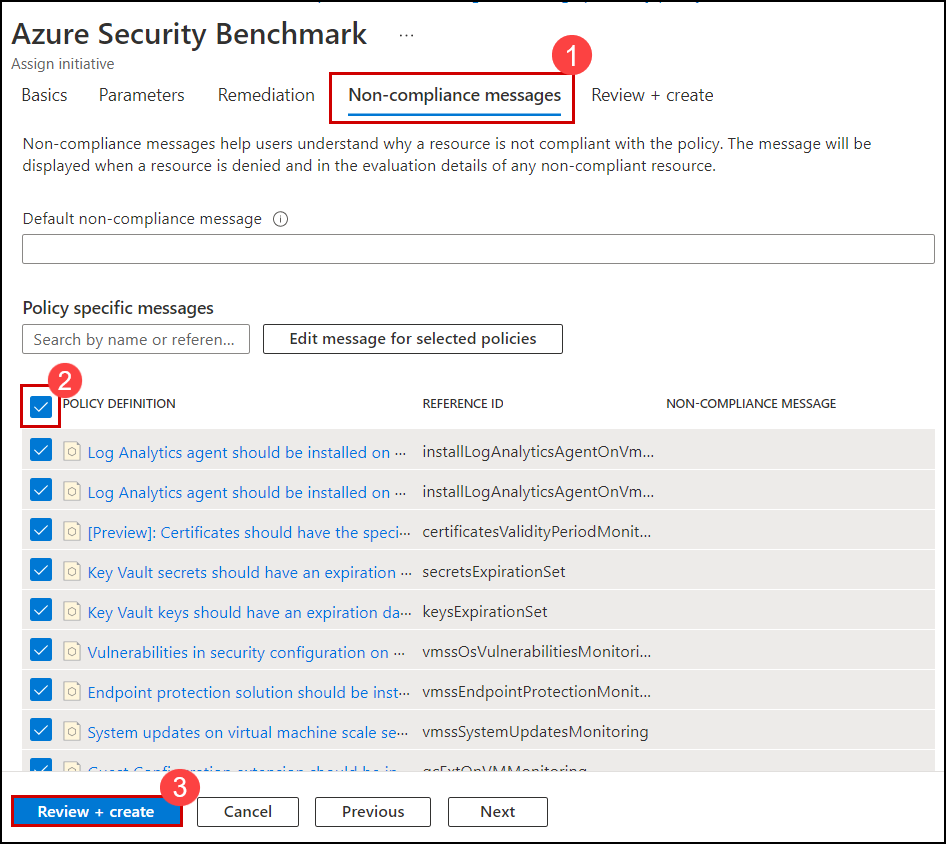 Azure Security Benchmark ...
Assign initiative
1
Basics Parameters Remediation Non-compliance messages Review + create
Non-compliance messages help users understand why a resource is not compliant with the policy. The message will be
displayed when a resource is denied and in the evaluation details of any non-compliant resource.
Default non-compliance message
Policy specific messages
Search by name or referen... Edit message for selected policies
2
POLICY DEFINITION REFERENCE ID NON-COMPLIANCE MESSAGE
Log Analytics agent should be installed on ... installLogAnalyticsAgentOnVm...
Log Analytics agent should be installed on ... installLogAnalyticsAgentOnVm...
[Preview]: Certificates should have the speci... certificatesValidityPeriodMonit...
Key Vault secrets should have an expiration ... secretsExpirationSet
Key Vault keys should have an expiration da... keysExpirationSet
Vulnerabilities in security configuration on ... vmssOsVulnerabilitiesMonitori...
Endpoint protection solution should be inst... vmssEndpointProtectionMonit...
System updates on virtual machine scale se... vmssSystemUpdatesMonitoring
Guest Configuration extension should be in... gcExtOnVMMonitoring
3
Review + create Cancel Previous Next